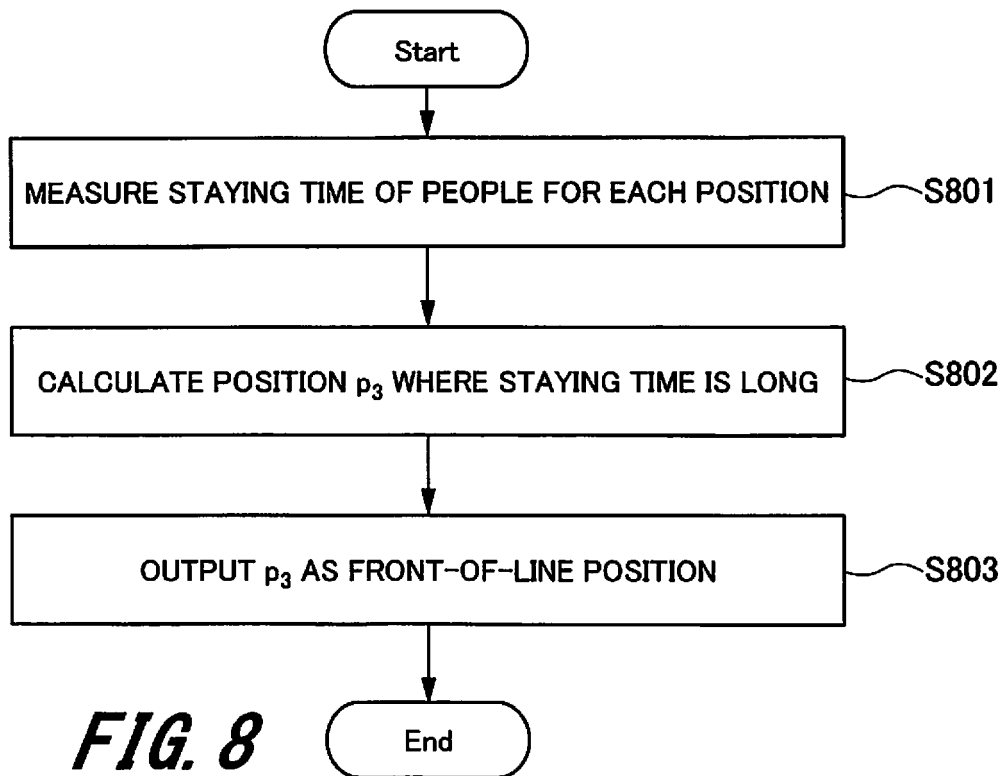 Start
MEASURE STAYING TIME OF PEOPLE FOR EACH POSITION
S801
CALCULATE POSITION p₃ WHERE STAYING TIME IS LONG
S802
OUTPUT p₃ AS FRONT-OF-LINE POSITION
S803
End
FIG. 8